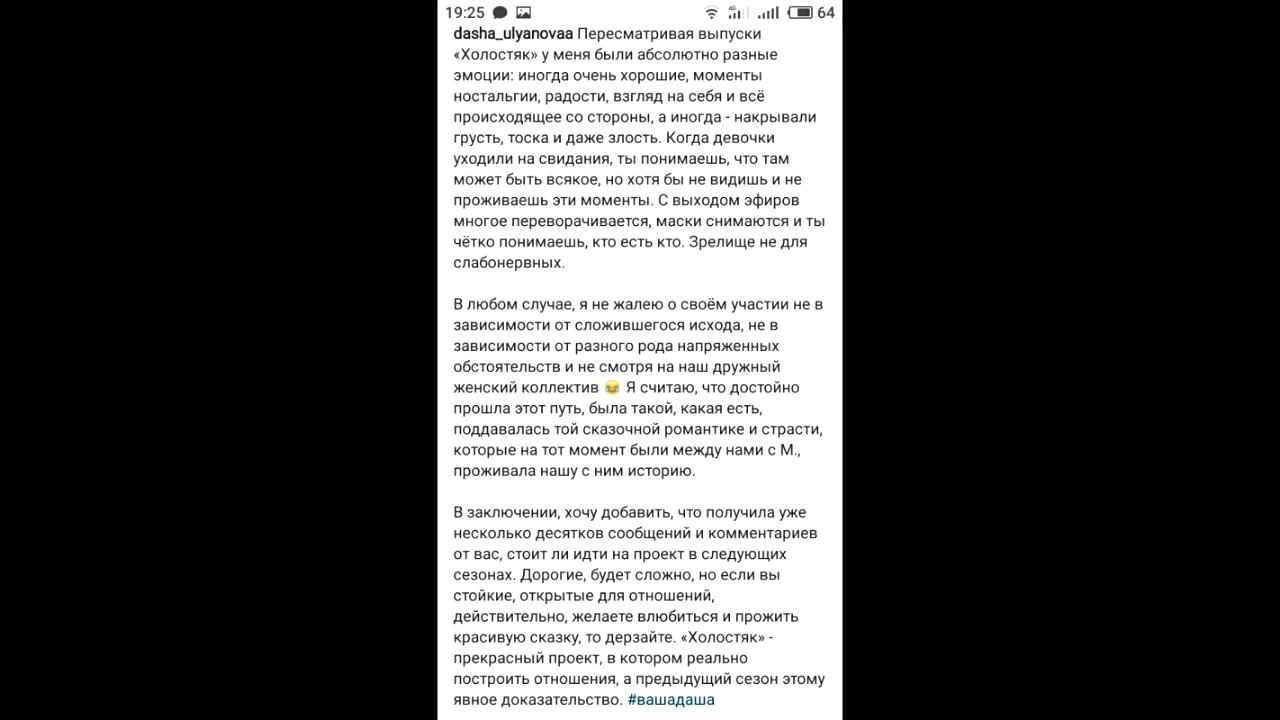 19:25 4G 64
dasha_ulyanovaa Пересматривая выпуски
«Холостяк» у меня были абсолютно разные
эмоции: иногда очень хорошие, моменты
ностальгии, радости, взгляд на себя и всё
происходящее со стороны, а иногда - накрывали
грусть, тоска и даже злость. Когда девочки
уходили на свидания, ты понимаешь, что там
может быть всякое, но хотя бы не видишь и не
проживаешь эти моменты. С выходом эфиров
многое переворачивается, маски снимаются и ты
чётко понимаешь, кто есть кто. Зрелище не для
слабонервных.
В любом случае, я не жалею о своём участии не в
зависимости от сложившегося исхода, не в
зависимости от разного рода напряженных
обстоятельств и не смотря на наш дружный
женский коллектив 😂 Я считаю, что достойно
прошла этот путь, была такой, какая есть,
поддавалась той сказочной романтике и страсти,
которые на тот момент были между нами с М.,
проживала нашу с ним историю.
В заключении, хочу добавить, что получила уже
несколько десятков сообщений и комментариев
от вас, стоит ли идти на проект в следующих
сезонах. Дорогие, будет сложно, но если вы
стойкие, открытые для отношений,
действительно, желаете влюбиться и прожить
красивую сказку, то дерзайте. «Холостяк» -
прекрасный проект, в котором реально
построить отношения, а предыдущий сезон этому
явное доказательство. #вашадаша